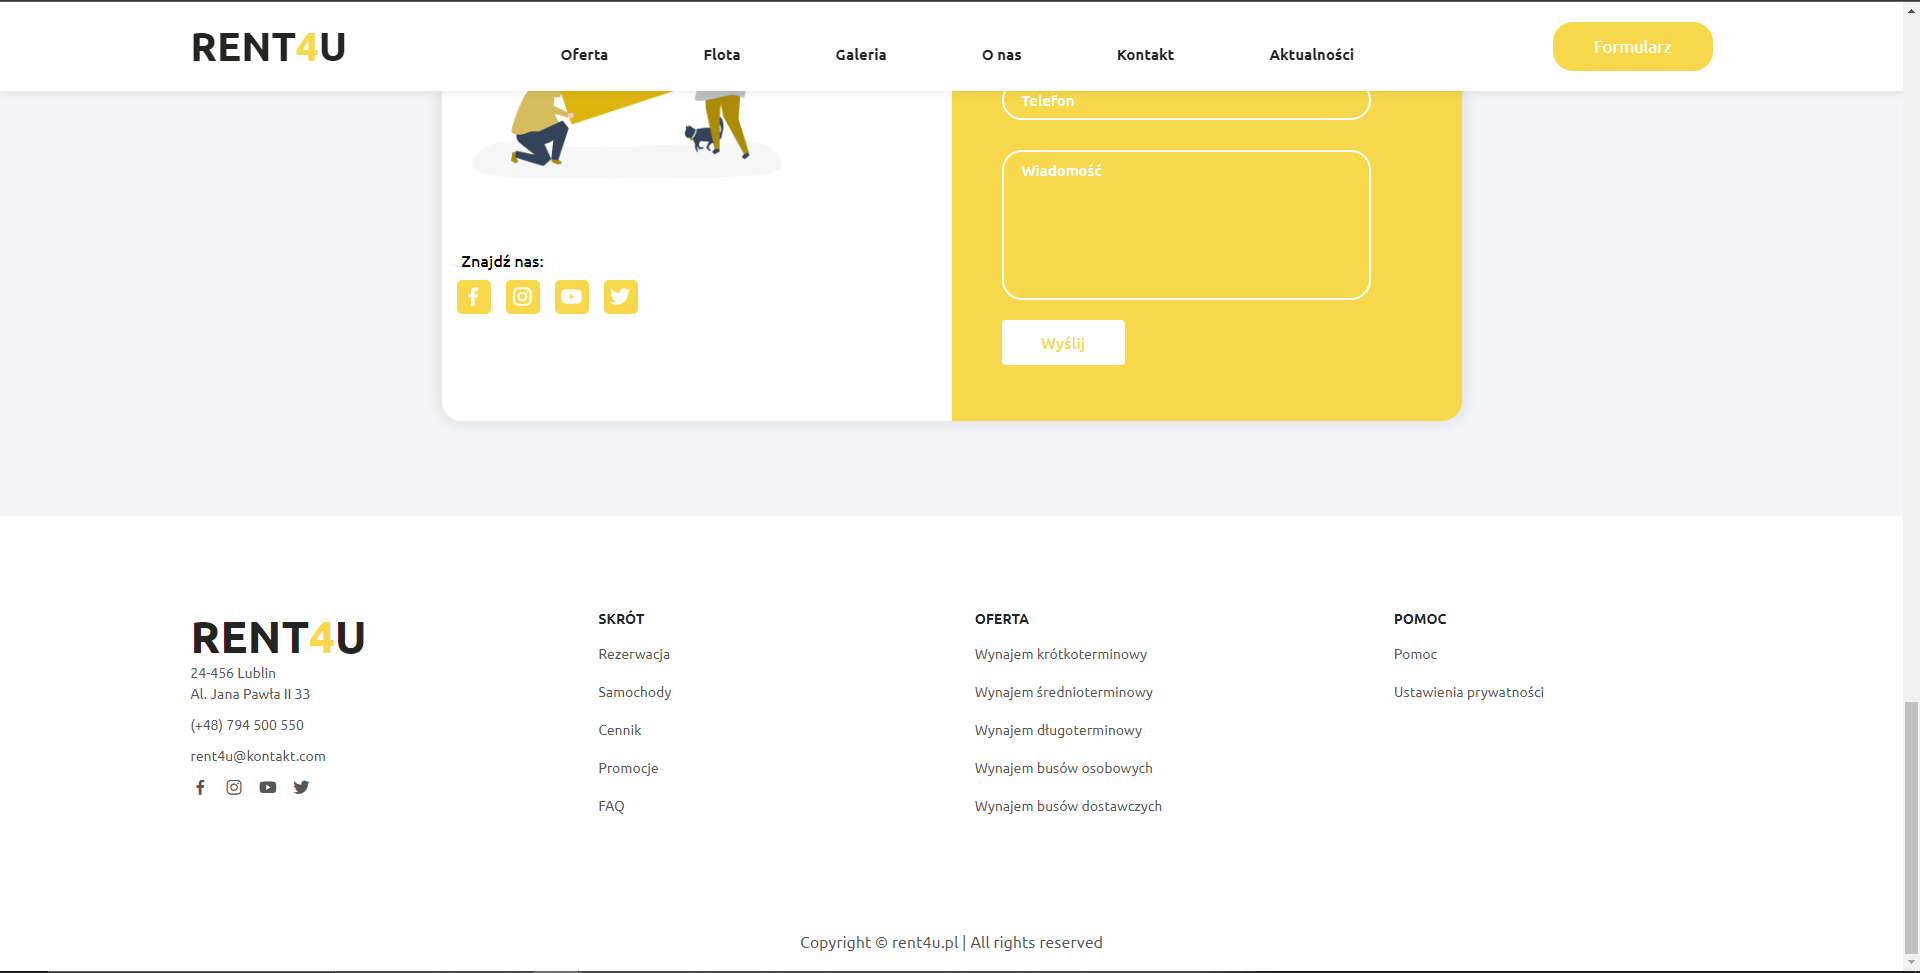 RENT4U
Oferta
Flota
Galeria
O nas
Kontakt
Aktualności
Formularz
Telefon
Wiadomość
Znajdź nas:
Wyślij
RENT4U
24-456 Lublin
Al. Jana Pawła II 33
(+48) 794 500 550
rent4u@kontakt.com
SKRÓT
Rezerwacja
Samochody
Cennik
Promocje
FAQ
OFERTA
Wynajem krótkoterminowy
Wynajem średnioterminowy
Wynajem długoterminowy
Wynajem busów osobowych
Wynajem busów dostawczych
POMOC
Pomoc
Ustawienia prywatności
Copyright © rent4u.pl | All rights reserved